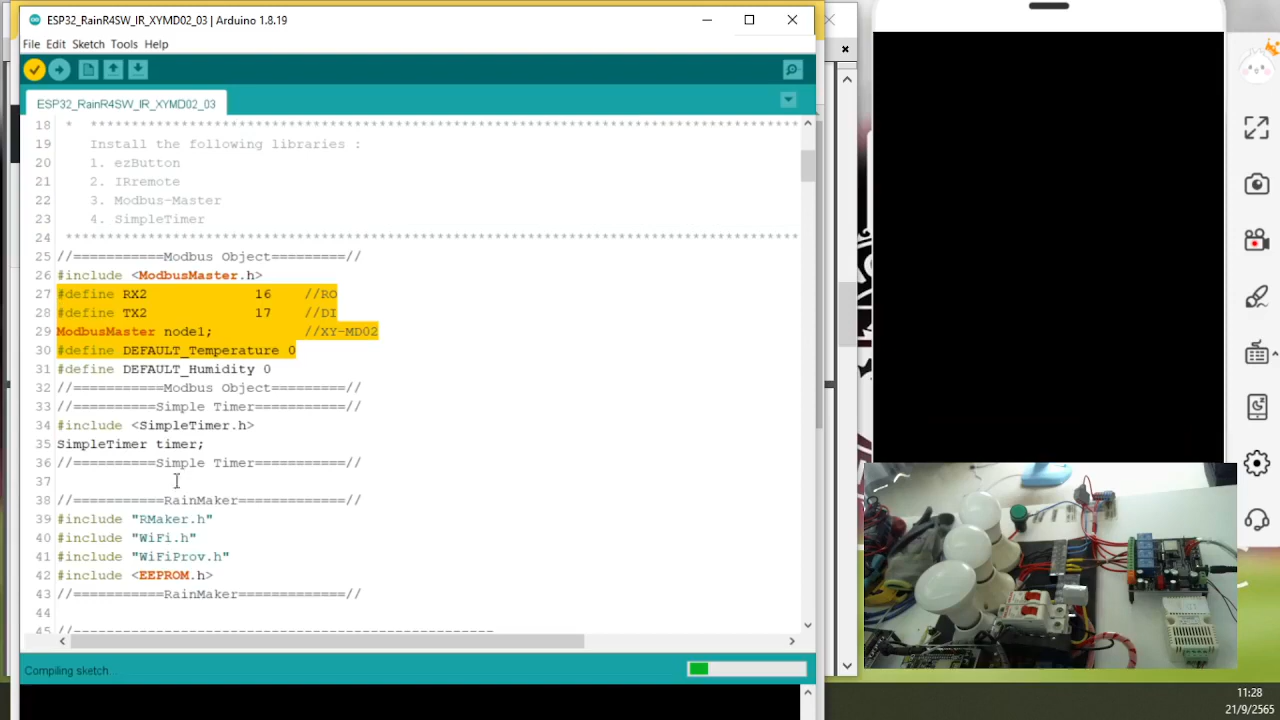 ESP32_RainR4SW_IR_XYMD02_03 | Arduino 1.8.19
File Edit Sketch Tools Help
ESP32_RainR4SW_IR_XYMD02_03
18 * **************************************************************************************
19 Install the following libraries :
20 1. ezButton
21 2. IRremote
22 3. Modbus-Master
23 4. SimpleTimer
24 ******************************************************************************************
25 //===========Modbus Object=========//
26 #include <ModbusMaster.h>
27 #define RX2 16 //RO
28 #define TX2 17 //DI
29 ModbusMaster node1; //XY-MD02
30 #define DEFAULT_Temperature 0
31 #define DEFAULT_Humidity 0
32 //===========Modbus Object=========//
33 //==========Simple Timer===========//
34 #include <SimpleTimer.h>
35 SimpleTimer timer;
36 //==========Simple Timer===========//
37
38 //===========RainMaker=============//
39 #include "RMaker.h"
40 #include "WiFi.h"
41 #include "WiFiProv.h"
42 #include <EEPROM.h>
43 //===========RainMaker=============//
44
45 //===================================================
Compiling sketch...
11:28
21/9/2565